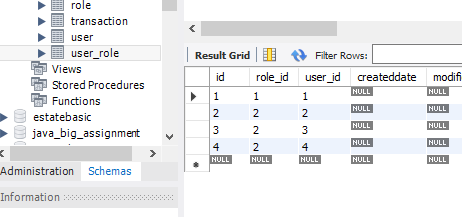 role
transaction
user
user_role
Views
Stored Procedures
Functions
estatebasic
java_big_assignment
Administration Schemas
Information
Result Grid Filter Rows:
id role_id user_id createddate modifi
1 1 1 NULL NULL
2 2 2 NULL NULL
3 2 3 NULL NULL
4 2 4 NULL NULL
NULL NULL NULL NULL NULL